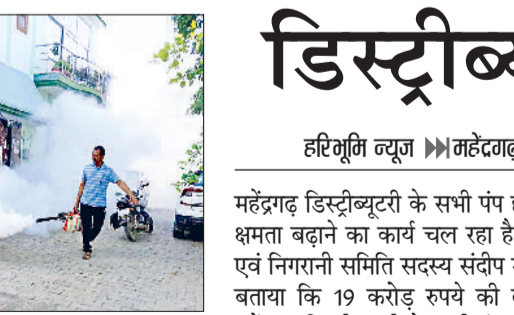 डिस्ट्रीब्यू
हरिभूमि न्यूज महेंद्रगढ़
महेंद्रगढ़ डिस्ट्रीब्यूटरी के सभी पंप
क्षमता बढ़ाने का कार्य चल रहा है
एवं निगरानी समिति सदस्य संदीप
बताया कि 19 करोड़ रुपये की